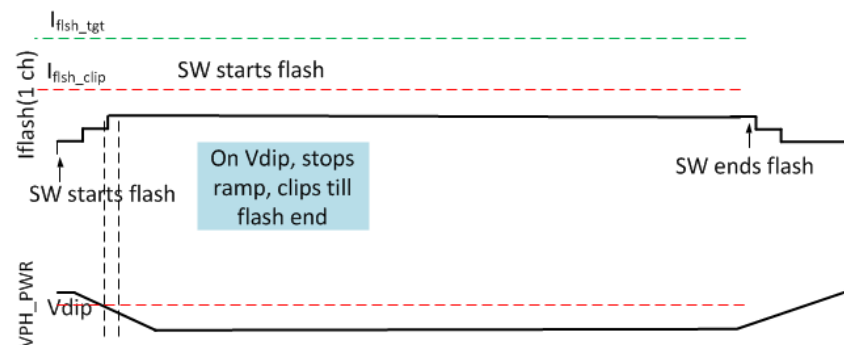 Iflsh_tgt
Iflsh_clip
SW starts flash
Iflash(1 ch)
On Vdip, stops
ramp, clips till
flash end
SW starts flash
SW ends flash
Vdip
VPH_PWR